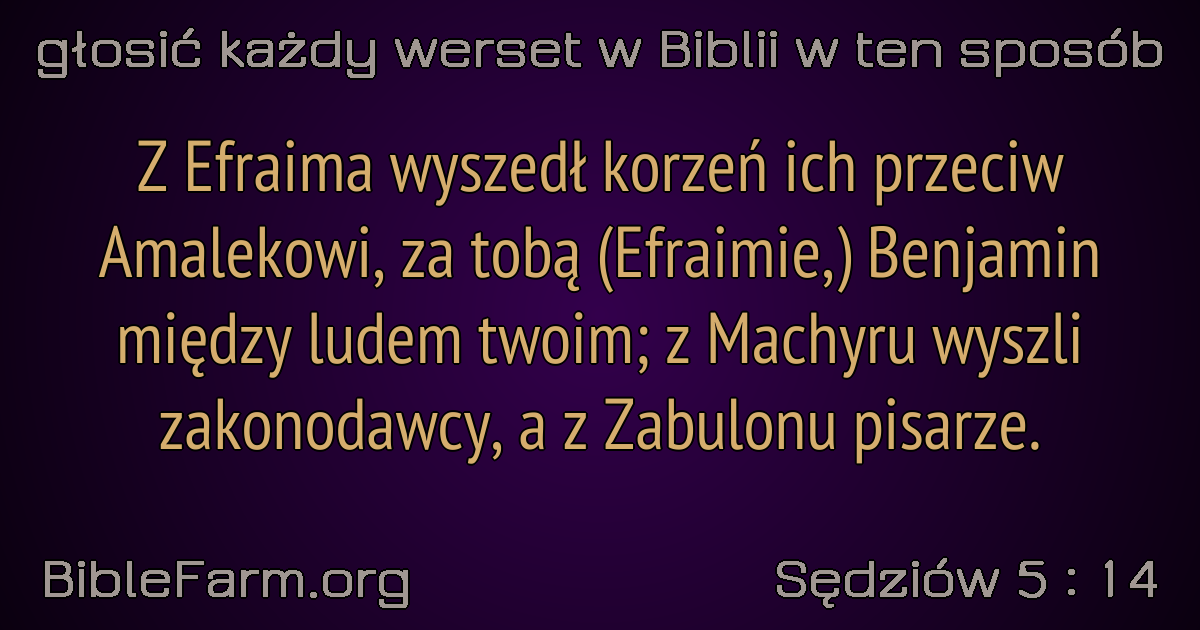 głosić każdy werset w Biblii w ten sposób
Z Efraima wyszedł korzeń ich przeciw
Amalekowi, za tobą (Efraimie,) Benjamin
między ludem twoim; z Machyru wyszli
zakonodawcy, a z Zabulonu pisarze.
BibleFarm.org
Sędziów 5 : 14